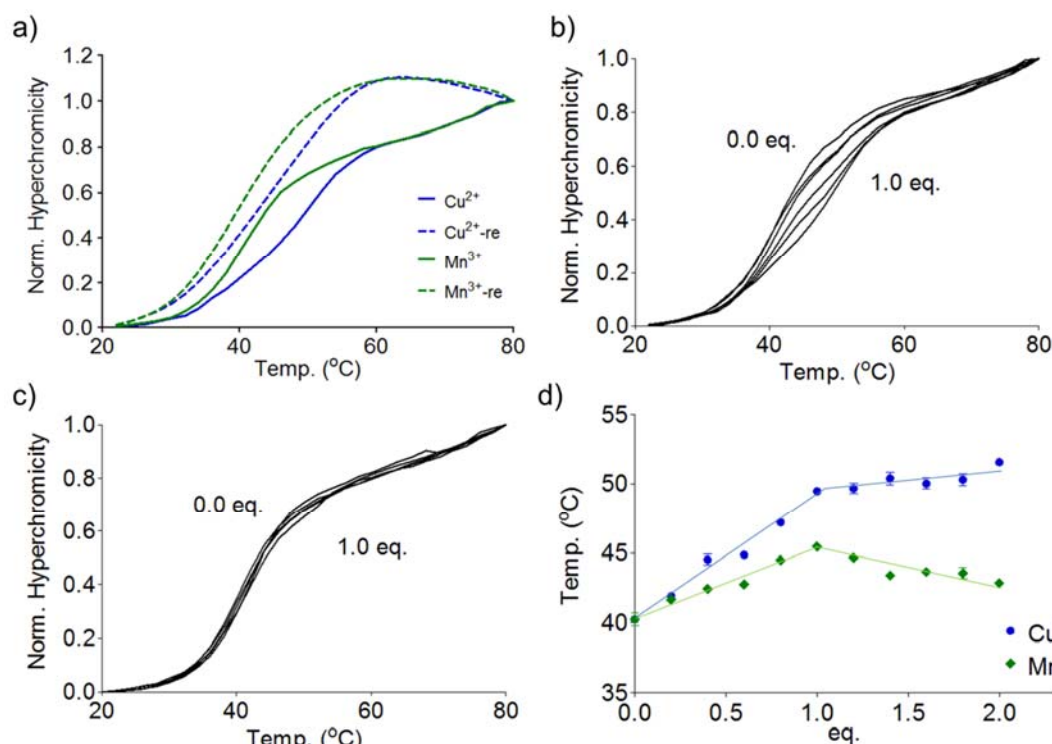 a)
Norm. Hyperchromicity
1.2
1.0
0.8
0.6
0.4
0.2
0.0
20 40 60 80
Temp. (°C)
Cu²⁺
Cu²⁺-re
Mn³⁺
Mn³⁺-re
b)
Norm. Hyperchromicity
1.0
0.8
0.6
0.4
0.2
0.0
20 40 60 80
Temp. (°C)
0.0 eq.
1.0 eq.
c)
Norm. Hyperchromicity
1.0
0.8
0.6
0.4
0.2
0.0
20 40 60 80
Temp. (°C)
0.0 eq.
1.0 eq.
d)
Temp. (°C)
55
50
45
40
35
0.0 0.5 1.0 1.5 2.0
eq.
Cu
Mn